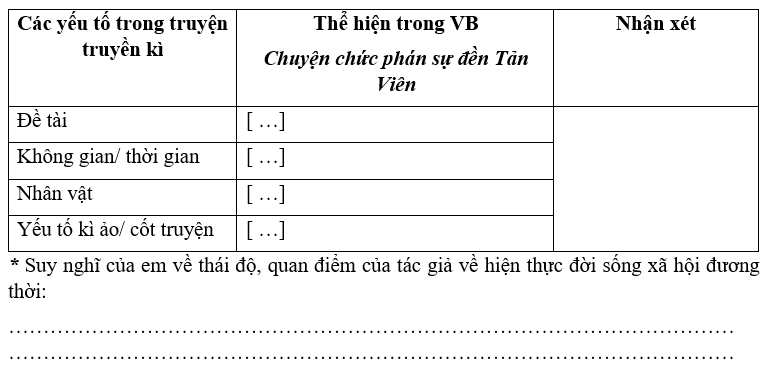 Các yếu tố trong truyện
truyền kì
Thể hiện trong VB
Chuyện chức phán sự đền Tản
Viên
Nhận xét
Đề tài
[ …]
Không gian/ thời gian
[ …]
Nhân vật
[ …]
Yếu tố kì ảo/ cốt truyện
[ …]
* Suy nghĩ của em về thái độ, quan điểm của tác giả về hiện thực đời sống xã hội đương
thời:
……………………………………………………………………………………………
……………………………………………………………………………………………